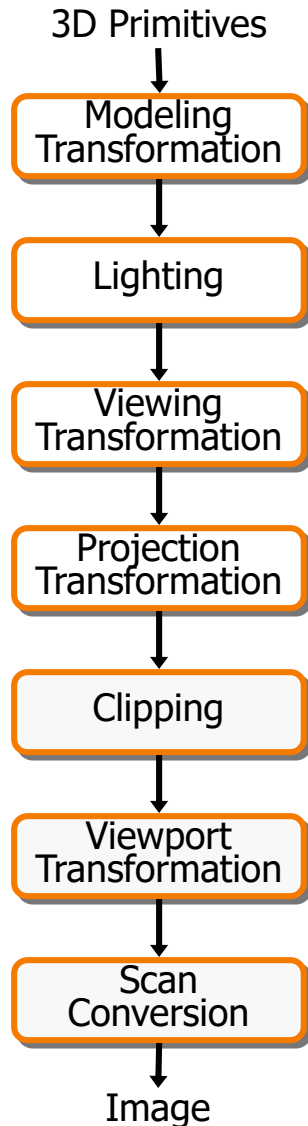 3D Primitives
Modeling
Transformation
Lighting
Viewing
Transformation
Projection
Transformation
Clipping
Viewport
Transformation
Scan
Conversion
Image